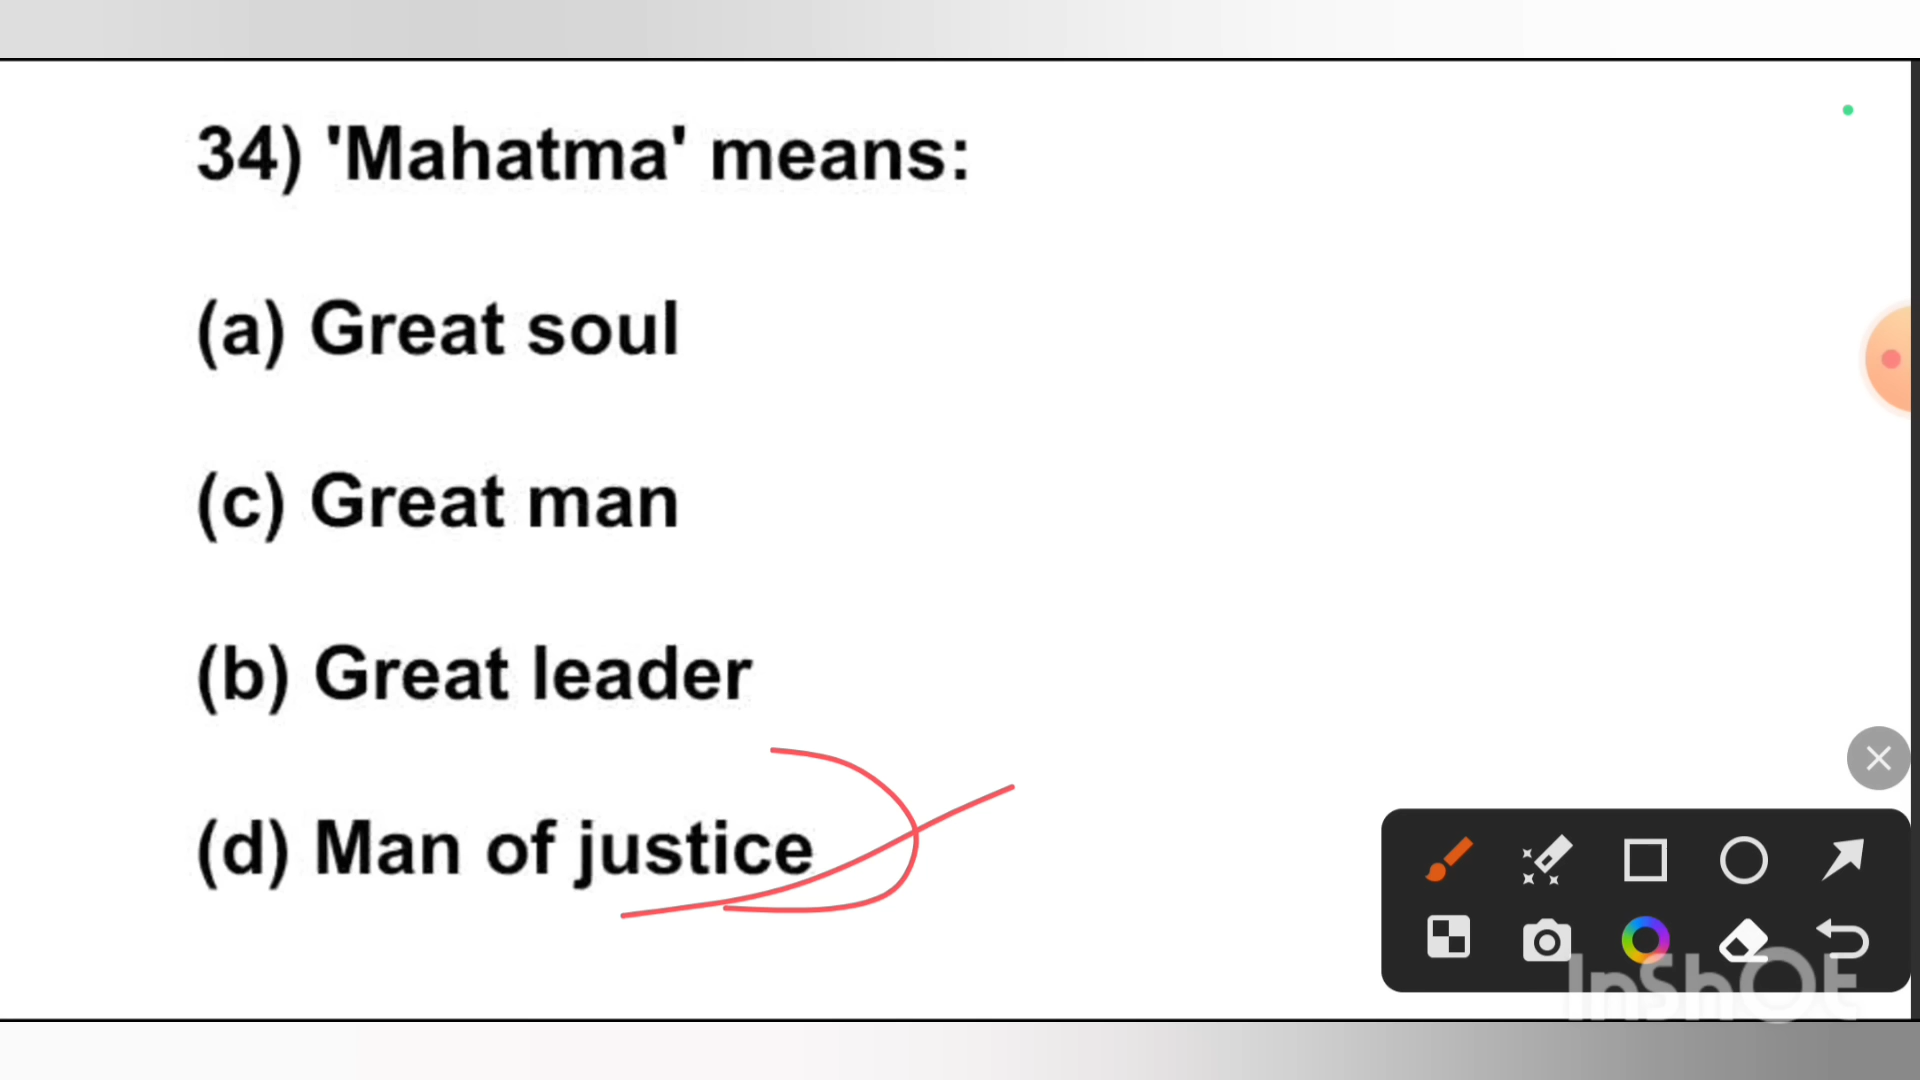 34) 'Mahatma' means:
(a) Great soul
(c) Great man
(b) Great leader
(d) Man of justice
InShOt